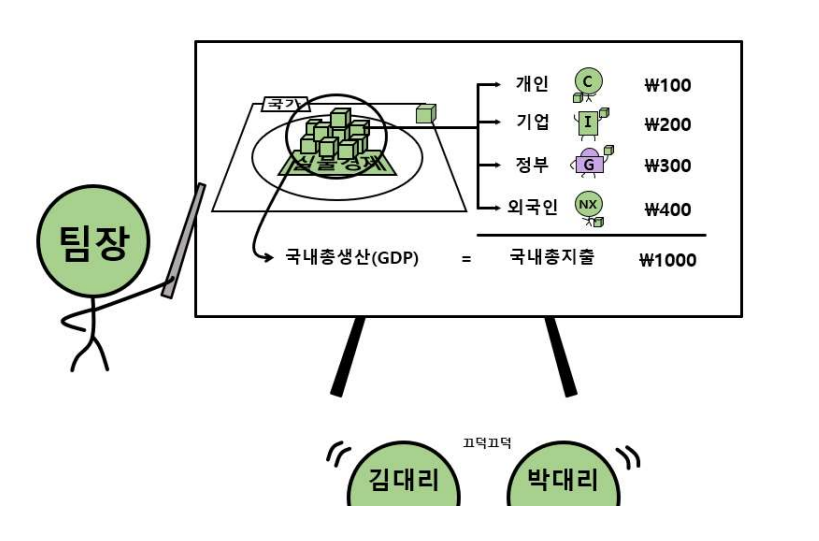 국가
실물경제
개인 C ₩100
기업 I ₩200
정부 G ₩300
외국인 NX ₩400
국내총생산(GDP) = 국내총지출 ₩1000
팀장
끄덕끄덕
김대리
박대리